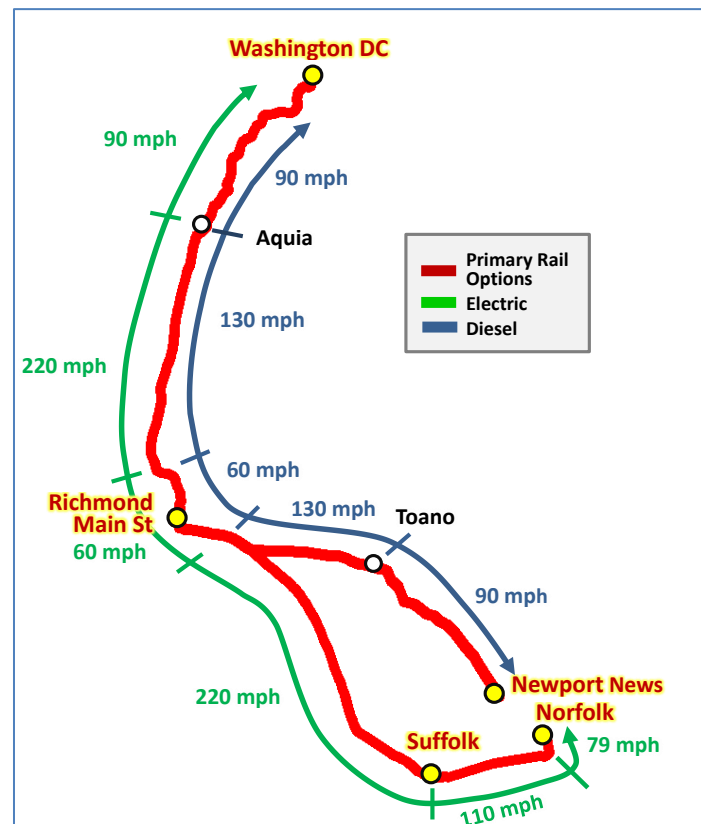 Washington DC
90 mph
90 mph
Aquia
Primary Rail
Options
Electric
Diesel
130 mph
220 mph
60 mph
Richmond
Main St
130 mph
Toano
60 mph
90 mph
Newport News
220 mph
Norfolk
Suffolk
79 mph
110 mph